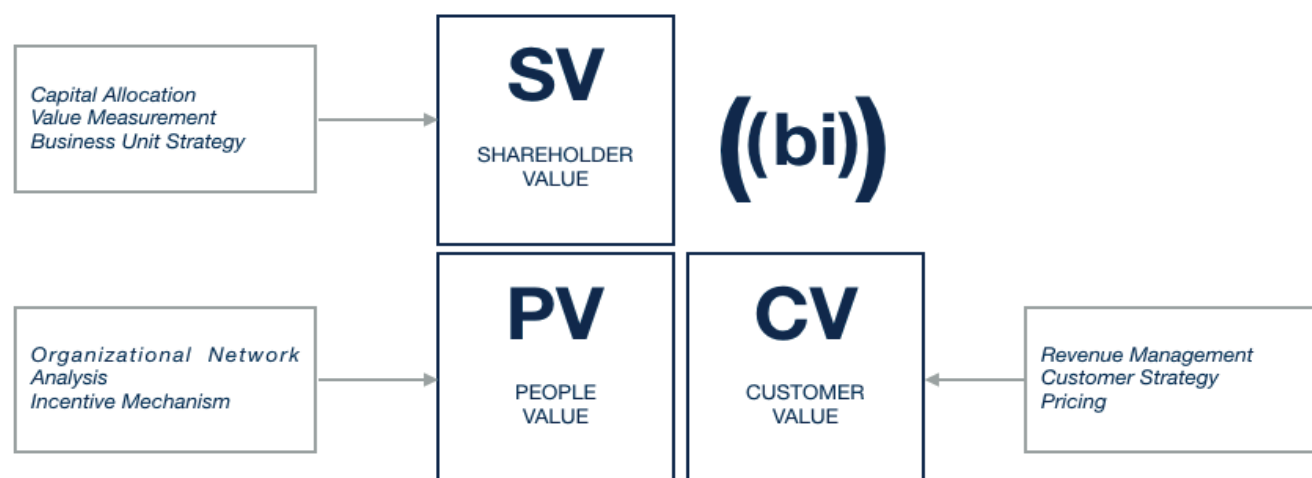 Capital Allocation
Value Measurement
Business Unit Strategy
SV
SHAREHOLDER
VALUE
((bi))
Organizational Network
Analysis
Incentive Mechanism
PV
PEOPLE
VALUE
CV
CUSTOMER
VALUE
Revenue Management
Customer Strategy
Pricing